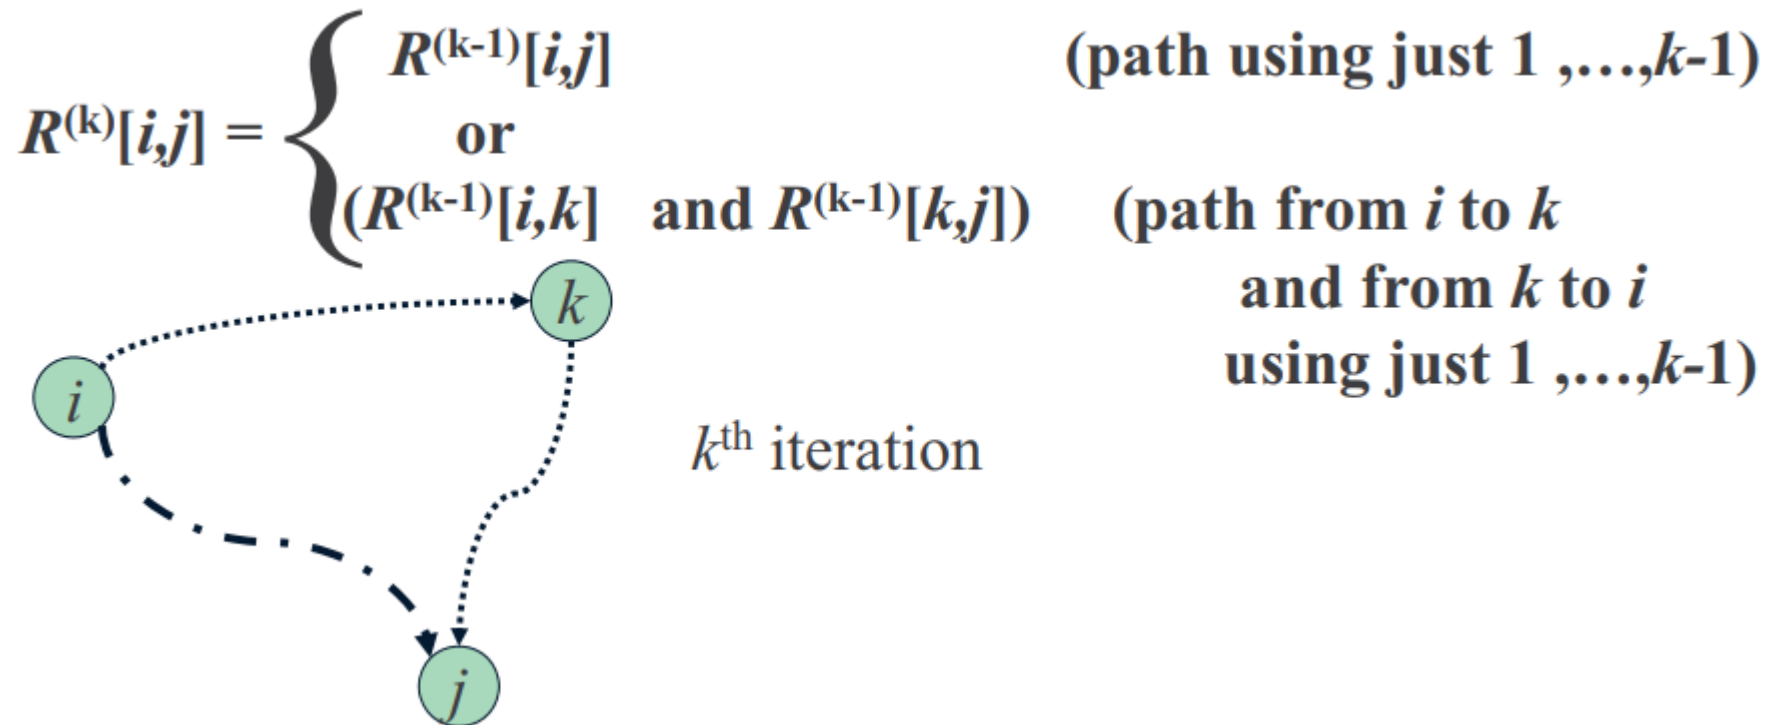 R(k-1)[i,j] (path using just 1 ,…,k-1)
R(k)[i,j] = { or
(R(k-1)[i,k] and R(k-1)[k,j]) (path from i to k
and from k to i
using just 1 ,…,k-1)
k
i
kth iteration
j